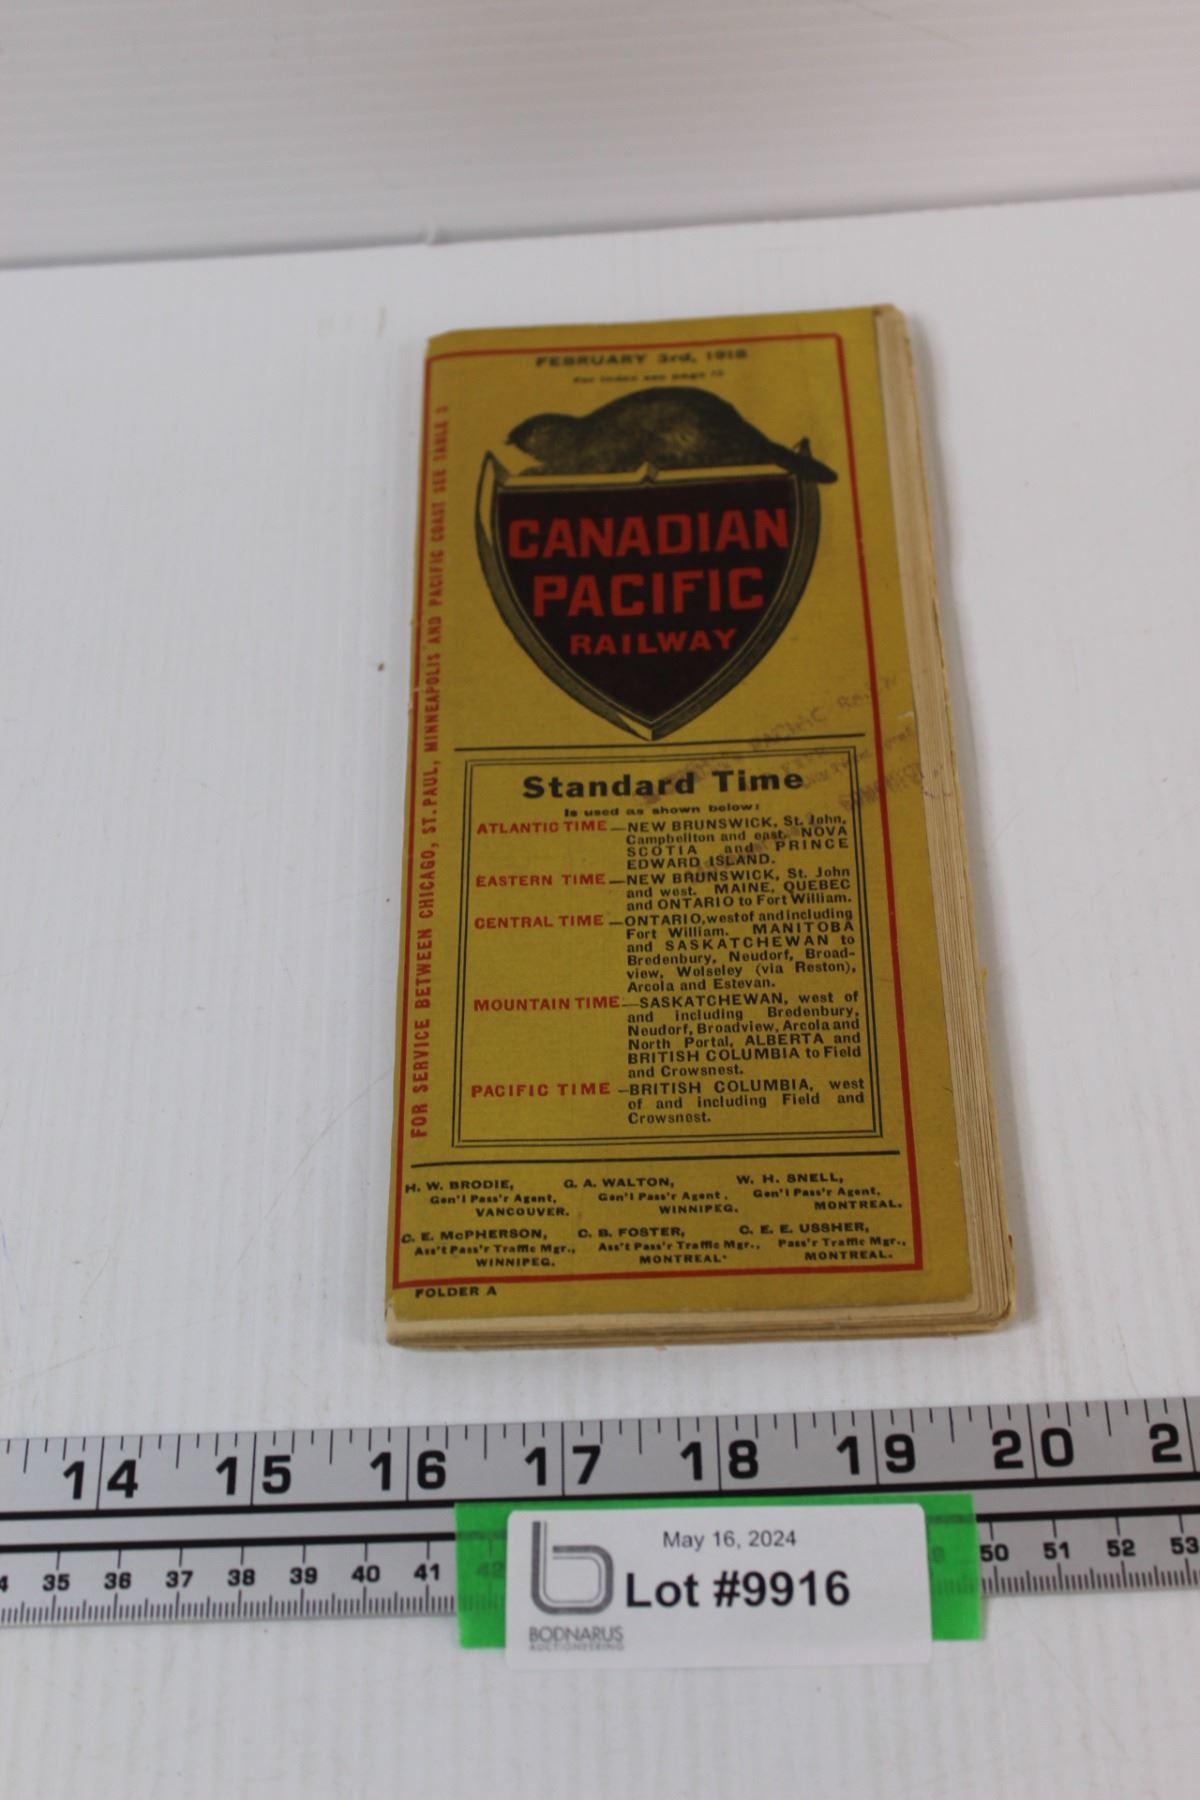 FEBRUARY 3rd, 1918
For index see page
CANADIAN
PACIFIC
RAILWAY
FOR SERVICE BETWEEN CHICAGO, ST. PAUL, MINNEAPOLIS AND PACIFIC COAST SEE TABLE
Standard Time
Is used as shown below:
ATLANTIC TIME—NEW BRUNSWICK, St. John,
Campbellton and east. NOVA
SCOTIA and PRINCE
EDWARD ISLAND.
EASTERN TIME—NEW BRUNSWICK, St. John
and west. MAINE, QUEBEC
and ONTARIO to Fort William.
CENTRAL TIME—ONTARIO, west of and including
Fort William. MANITOBA
and SASKATCHEWAN to
Bredenbury, Neudorf, Broad-
view, Wolseley (via Reston),
Arcola and Estevan.
MOUNTAIN TIME—SASKATCHEWAN, west of
and including Bredenbury,
Neudorf, Broadview, Arcola and
North Portal, ALBERTA and
BRITISH COLUMBIA to Field
and Crowsnest.
PACIFIC TIME—BRITISH COLUMBIA, west
of and including Field and
Crowsnest.
H. W. BRODIE, G. A. WALTON, W. H. SNELL,
Gen'l Pass'r Agent, Gen'l Pass'r Agent, Gen'l Pass'r Agent,
VANCOUVER. WINNIPEG. MONTREAL.
C. E. McPHERSON, C. B. FOSTER, C. E. E. USSHER,
Ass't Pass'r Traffic Mgr., Ass't Pass'r Traffic Mgr., Pass'r Traffic Mgr.,
WINNIPEG. MONTREAL. MONTREAL.
FOLDER A
14 15 16 17 18 19 20 2
35 36 37 38 39 40 41 42 50 51 52 53
May 16, 2024
Lot #9916
BODNARUS
AUCTIONEERING